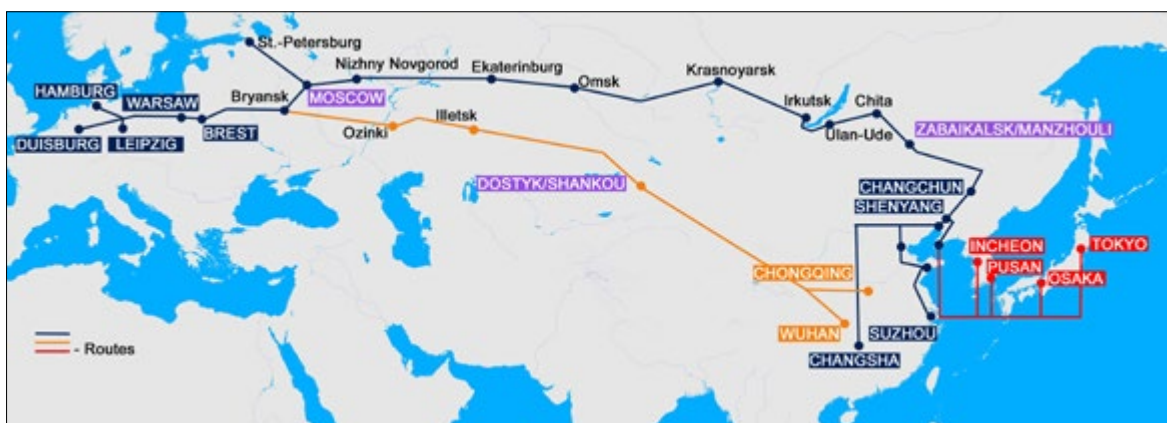 St.-Petersburg
Nizhny Novgorod
Ekaterinburg
Omsk
Krasnoyarsk
HAMBURG
WARSAW
Bryansk
MOSCOW
Irkutsk
Chita
DUISBURG
LEIPZIG
BREST
Ozinki
Illetsk
Ulan-Ude
ZABAIKALSK/MANZHOULI
DOSTYK/SHANKOU
CHANGCHUN
SHENYANG
INCHEON
TOKYO
CHONGQING
PUSAN
OSAKA
WUHAN
SUZHOU
- Routes
CHANGSHA